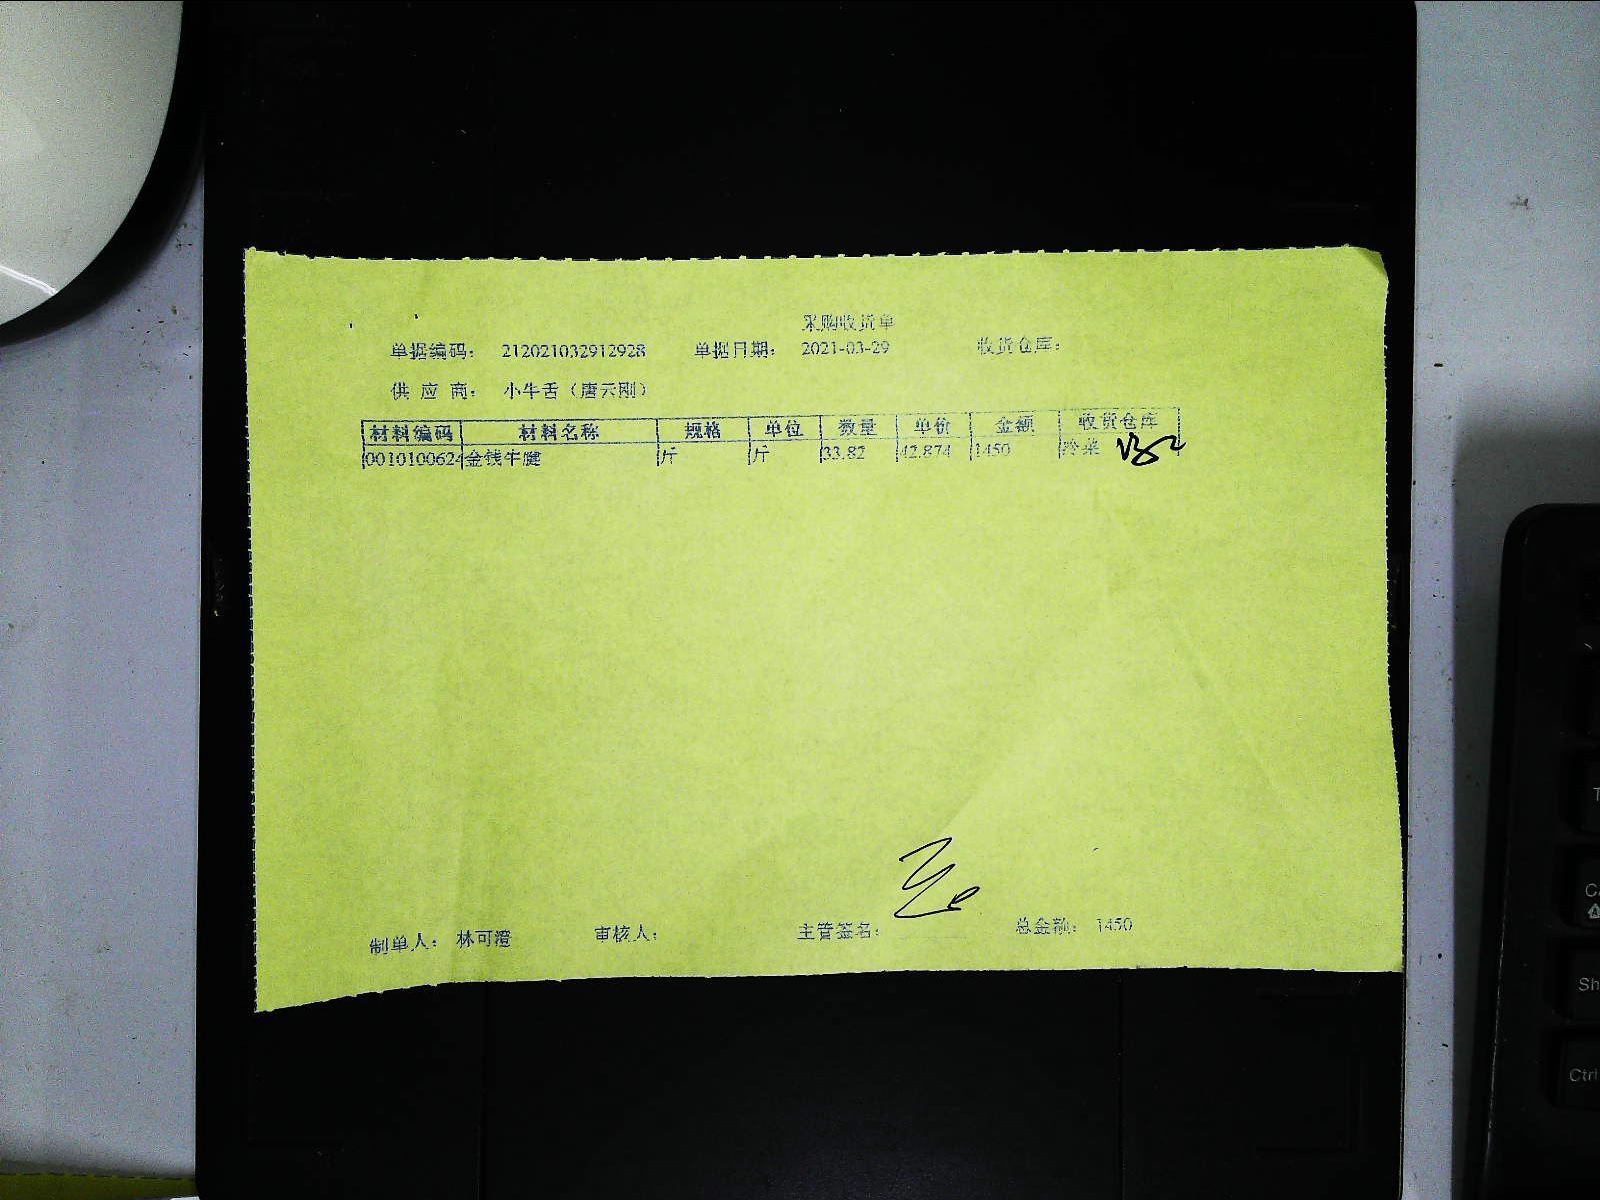 采购收货单
单据编码： 212021032912928 单据日期： 2021-03-29 收货仓库：
供 应 商： 小牛舌（唐云刚）
材料编码 材料名称 规格 单位 数量 单价 金额 收货仓库
0010100624 金钱牛腱 斤 斤 33.82 42.874 1450 冷菜
制单人： 林可澄 审核人： 主管签名： 总金额： 1450